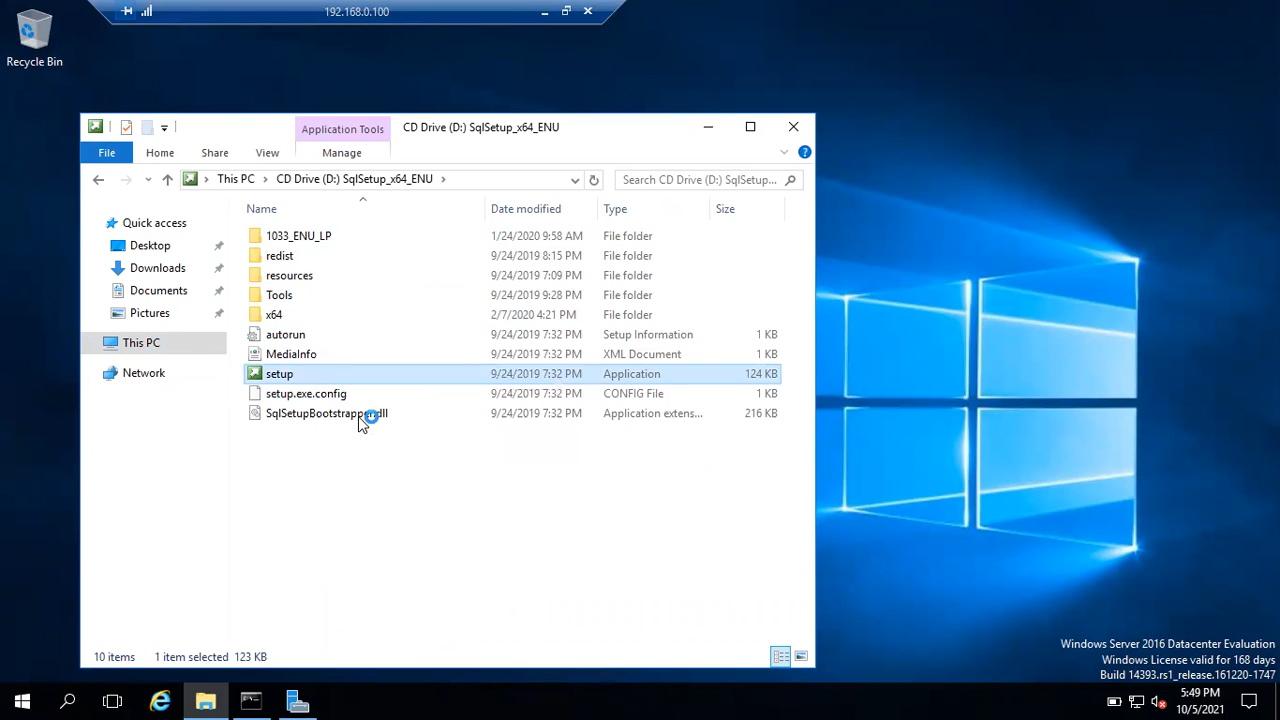 192.168.0.100
Recycle Bin
Application Tools
CD Drive (D:) SqlSetup_x64_ENU
File
Home
Share
View
Manage
This PC
CD Drive (D:) SqlSetup_x64_ENU
Search CD Drive (D:) SqlSetup...
Name
Date modified
Type
Size
Quick access
Desktop
Downloads
Documents
Pictures
This PC
Network
1033_ENU_LP 1/24/2020 9:58 AM File folder
redist 9/24/2019 8:15 PM File folder
resources 9/24/2019 7:09 PM File folder
Tools 9/24/2019 9:28 PM File folder
x64 2/7/2020 4:21 PM File folder
autorun 9/24/2019 7:32 PM Setup Information 1 KB
MediaInfo 9/24/2019 7:32 PM XML Document 1 KB
setup 9/24/2019 7:32 PM Application 124 KB
setup.exe.config 9/24/2019 7:32 PM CONFIG File 1 KB
SqlSetupBootstrapper.dll 9/24/2019 7:32 PM Application extens... 216 KB
10 items 1 item selected 123 KB
Windows Server 2016 Datacenter Evaluation
Windows License valid for 168 days
Build 14393.rs1_release.161220-1747
5:49 PM
10/5/2021